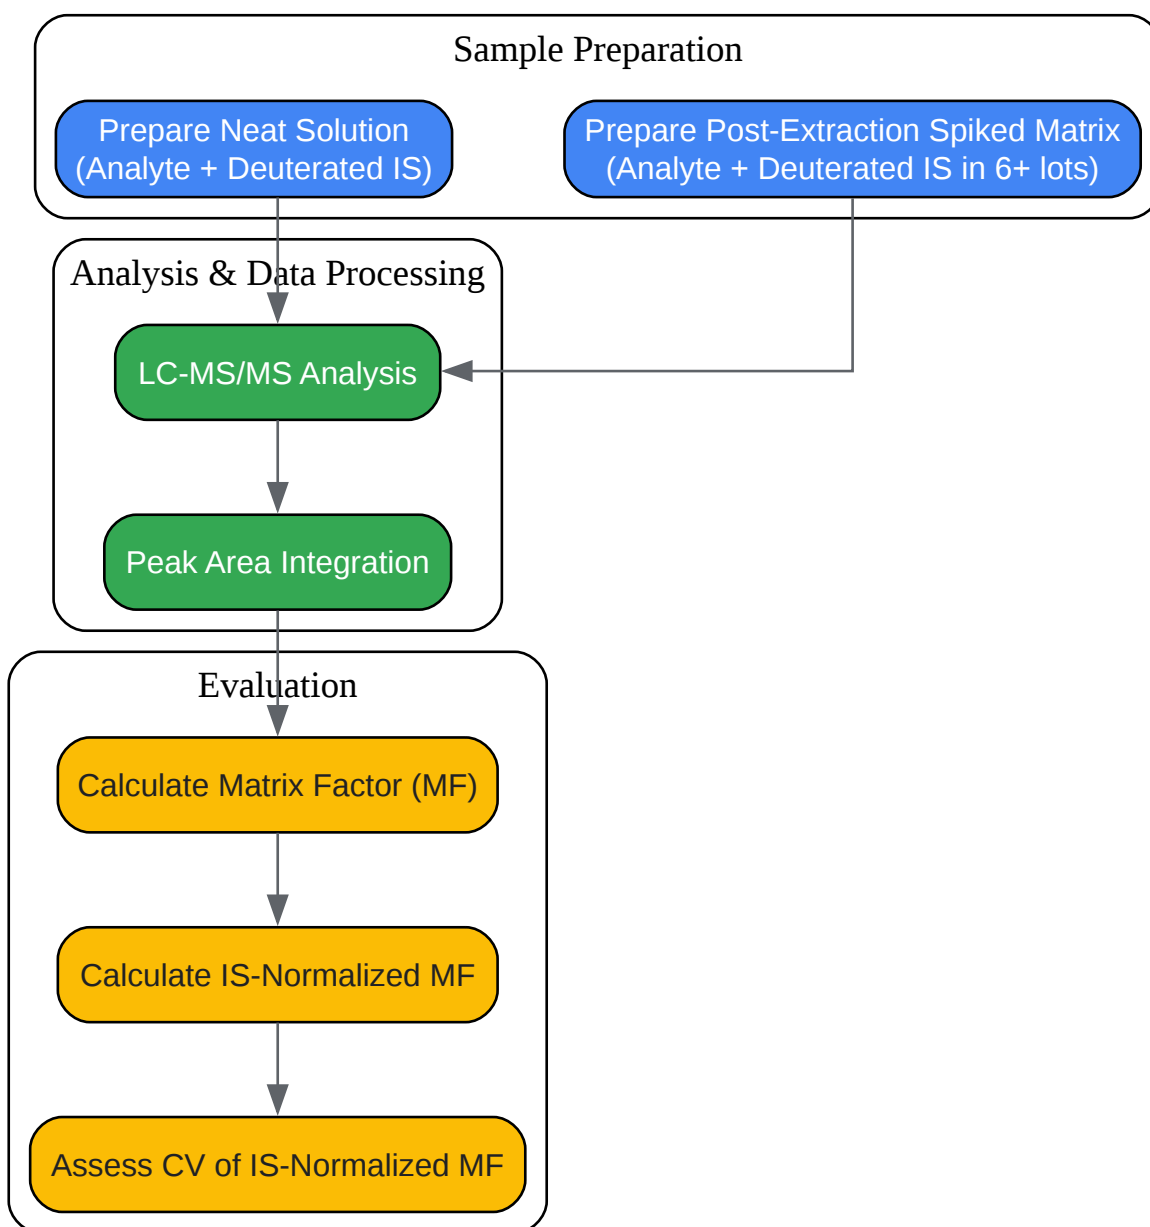 Sample Preparation
Prepare Neat Solution
(Analyte + Deuterated IS)
Prepare Post-Extraction Spiked Matrix
(Analyte + Deuterated IS in 6+ lots)
Analysis & Data Processing
LC-MS/MS Analysis
Peak Area Integration
Evaluation
Calculate Matrix Factor (MF)
Calculate IS-Normalized MF
Assess CV of IS-Normalized MF